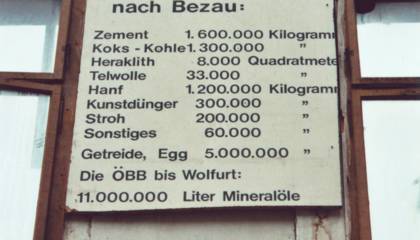 nach Bezau:
Zement 1.600.000 Kilogramm
Koks - Kohle 1.300.000 "
Heraklith 8.000 Quadratmete
Telwolle 33.000 "
Hanf 1.200.000 Kilogramm
Kunstdünger 300.000 "
Stroh 200.000 "
Sonstiges 60.000 "
Getreide, Egg 5.000.000 "
Die ÖBB bis Wolfurt:
11.000.000 Liter Mineralöle